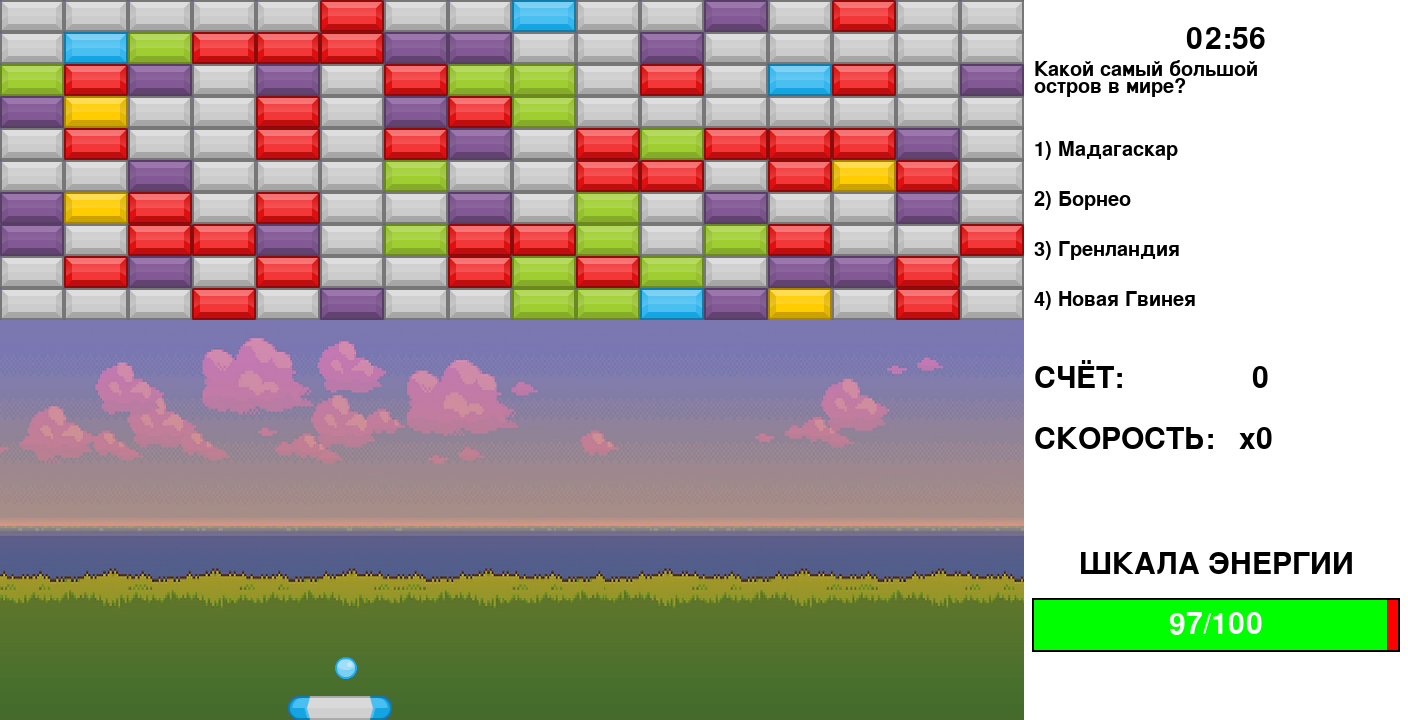 02:56
Какой самый большой
остров в мире?
1) Мадагаскар
2) Борнео
3) Гренландия
4) Новая Гвинея
СЧЁТ: 0
СКОРОСТЬ: x0
ШКАЛА ЭНЕРГИИ
97/100